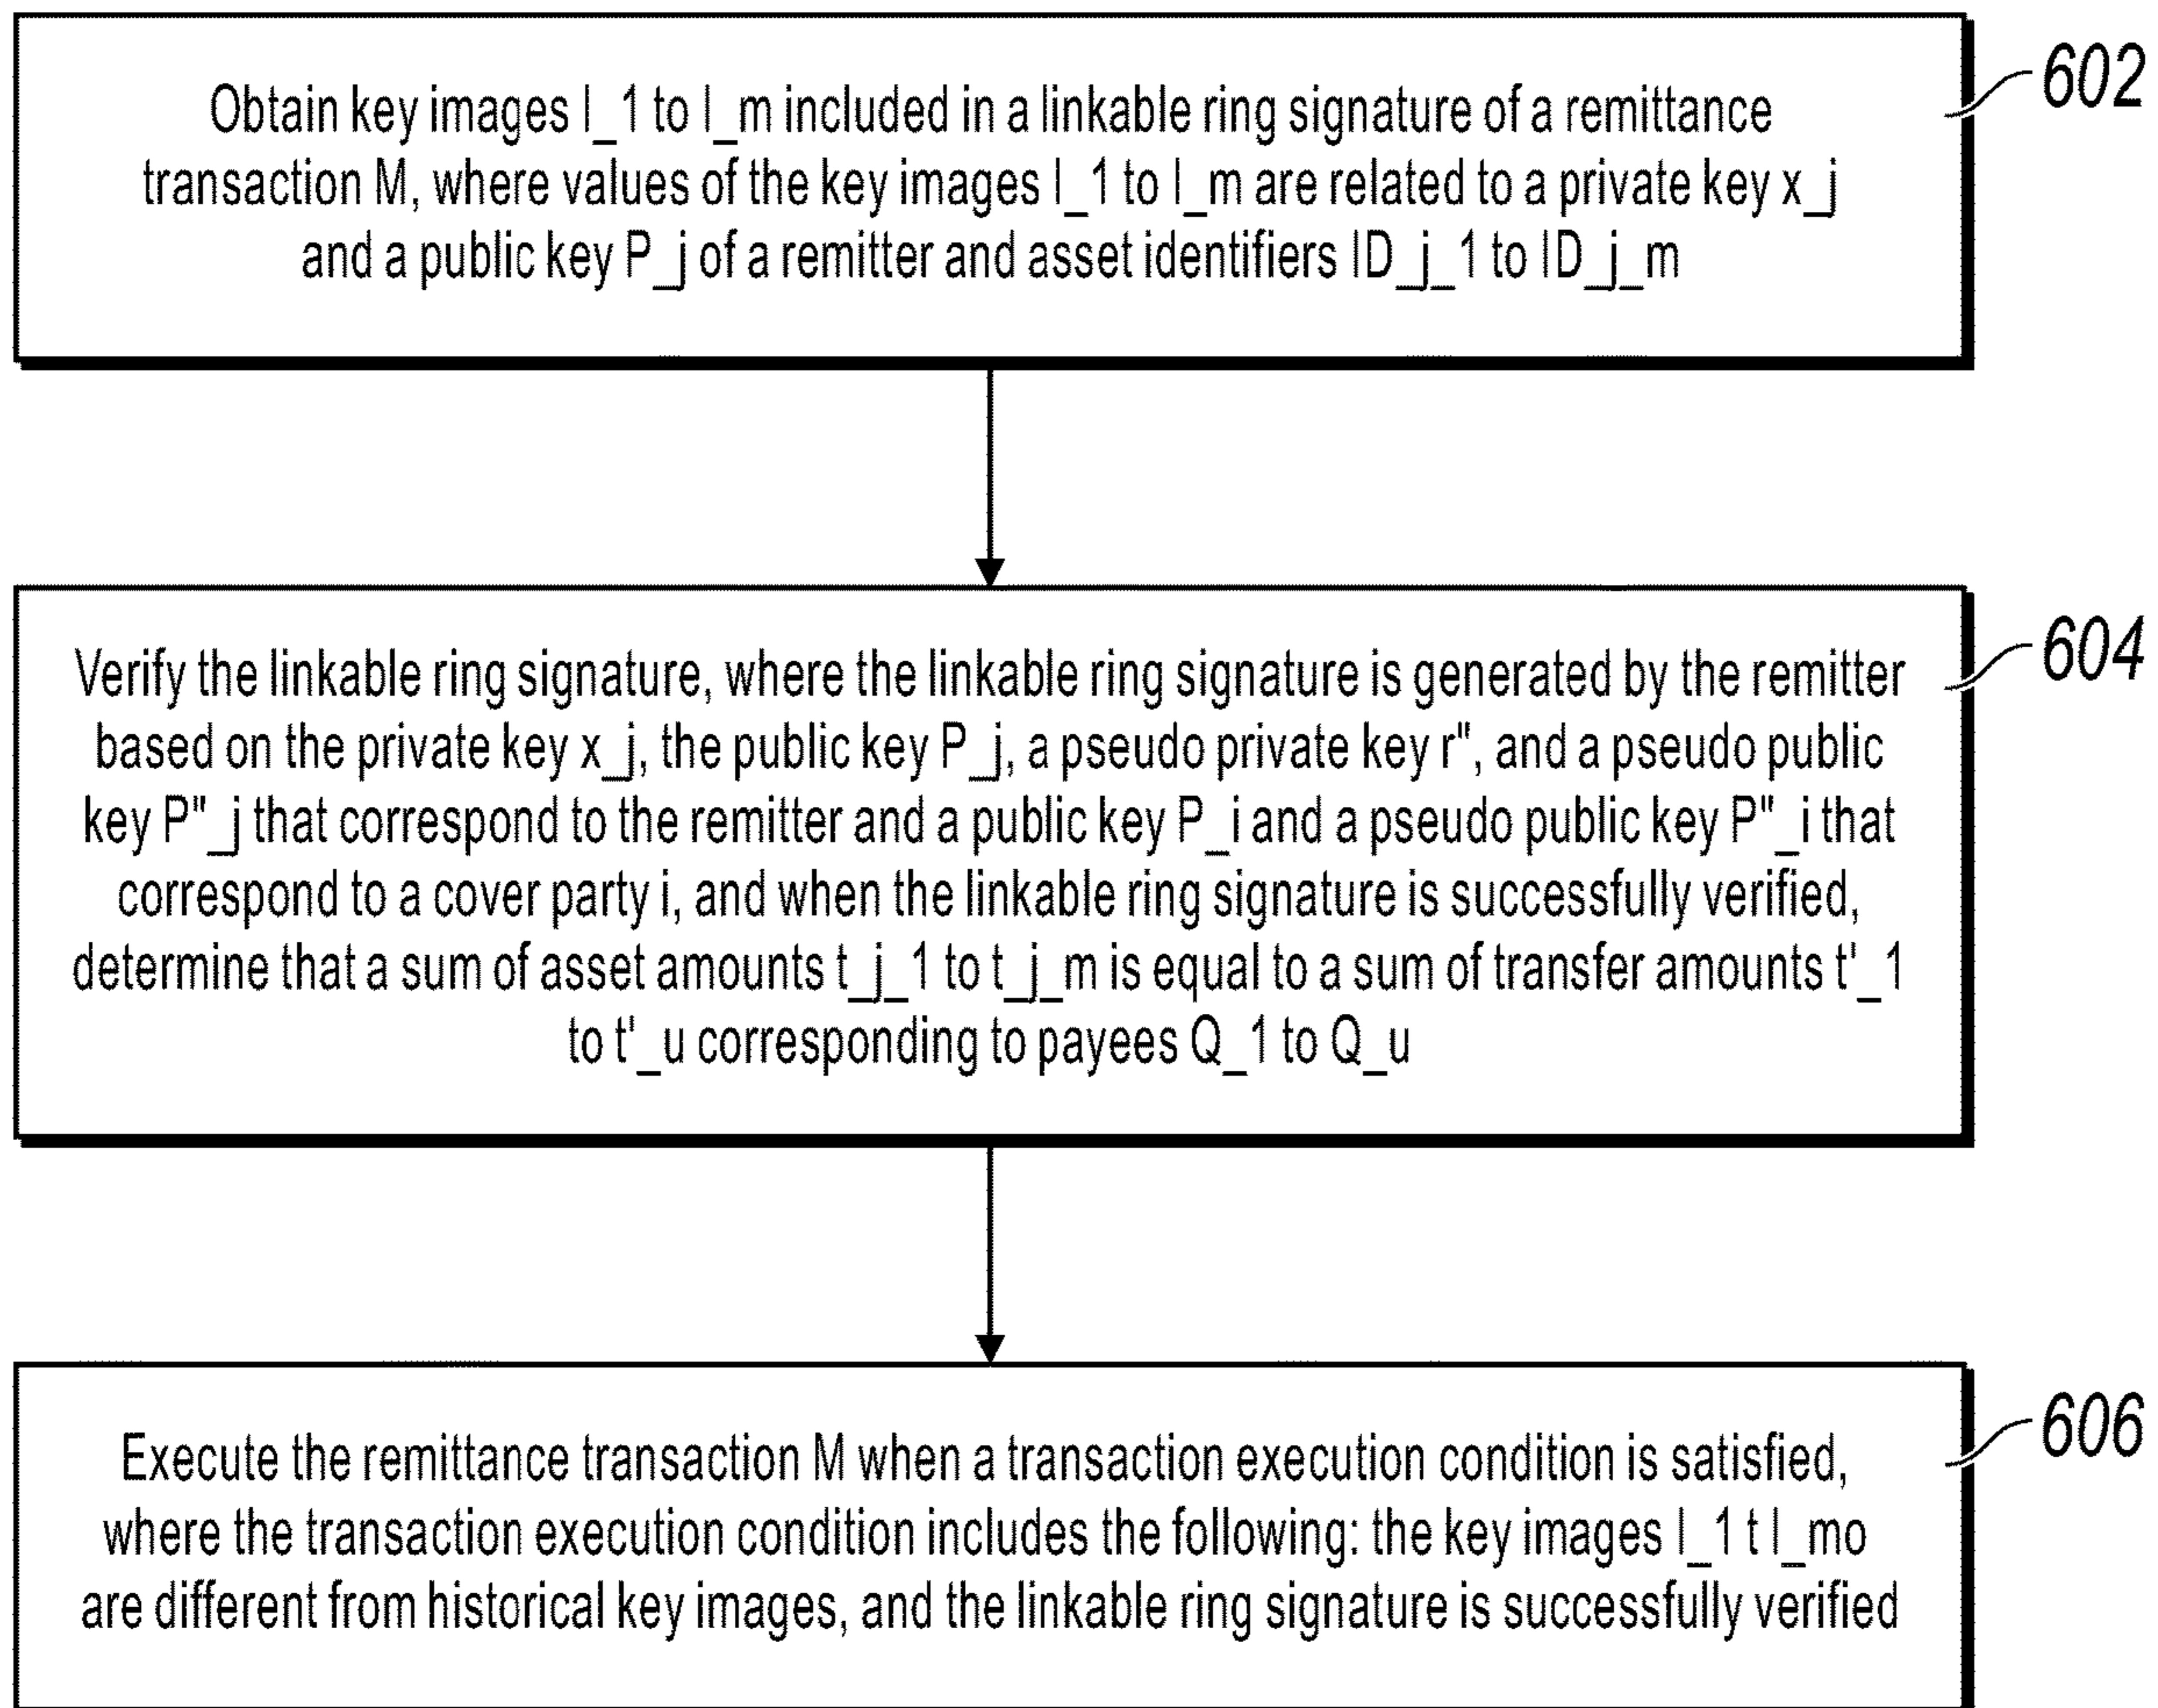 Obtain key images I_1 to I_m included in a linkable ring signature of a remittance
transaction M, where values of the key images I_1 to I_m are related to a private key x_j
and a public key P_j of a remitter and asset identifiers ID_j_1 to ID_j_m
602
Verify the linkable ring signature, where the linkable ring signature is generated by the remitter
based on the private key x_j, the public key P_j, a pseudo private key r", and a pseudo public
key P"_j that correspond to the remitter and a public key P_i and a pseudo public key P"_i that
correspond to a cover party i, and when the linkable ring signature is successfully verified,
determine that a sum of asset amounts t_j_1 to t_j_m is equal to a sum of transfer amounts t'_1
to t'_u corresponding to payees Q_1 to Q_u
604
Execute the remittance transaction M when a transaction execution condition is satisfied,
where the transaction execution condition includes the following: the key images I_1 t I_mo
are different from historical key images, and the linkable ring signature is successfully verified
606